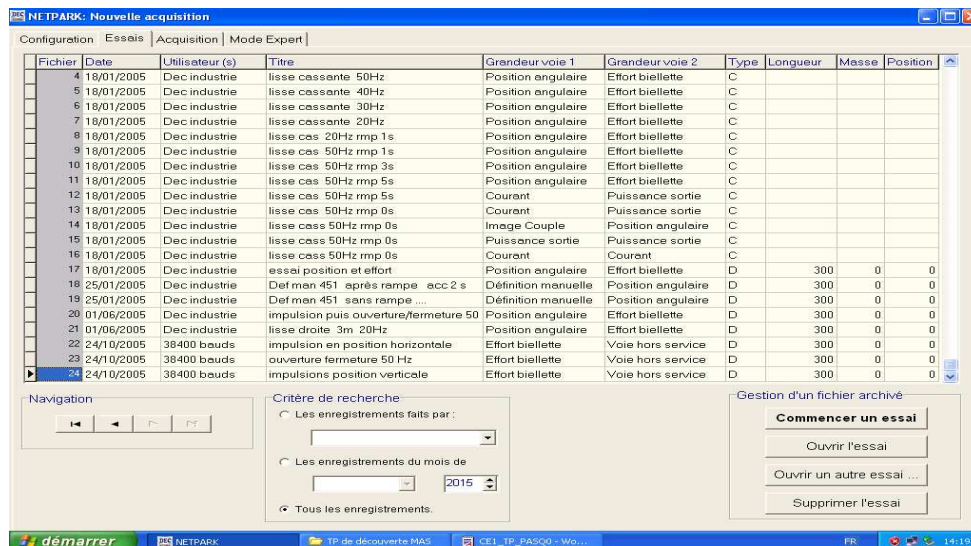 NETPARK: Nouvelle acquisition
Configuration Essais Acquisition Mode Expert
Fichier Date Utilisateur (s) Titre Grandeur voie 1 Grandeur voie 2 Type Longueur Masse Position
4 18/01/2005 Dec industrie lisse cassante 50Hz Position angulaire Effort biellette C
5 18/01/2005 Dec industrie lisse cassante 40Hz Position angulaire Effort biellette C
6 18/01/2005 Dec industrie lisse cassante 30Hz Position angulaire Effort biellette C
7 18/01/2005 Dec industrie lisse cassante 20Hz Position angulaire Effort biellette C
8 18/01/2005 Dec industrie lisse cas 20Hz rmp 1s Position angulaire Effort biellette C
9 18/01/2005 Dec industrie lisse cas 50Hz rmp 1s Position angulaire Effort biellette C
10 18/01/2005 Dec industrie lisse cas 50Hz rmp 3s Position angulaire Effort biellette C
11 18/01/2005 Dec industrie lisse cas 50Hz rmp 5s Position angulaire Effort biellette C
12 18/01/2005 Dec industrie lisse cas 50Hz rmp 5s Courant Puissance sortie C
13 18/01/2005 Dec industrie lisse cas 50Hz rmp 0s Courant Puissance sortie C
14 18/01/2005 Dec industrie lisse cass 50Hz rmp 0s Image Couple Position angulaire C
15 18/01/2005 Dec industrie lisse cass 50Hz rmp 0s Puissance sortie Puissance sortie C
16 18/01/2005 Dec industrie lisse cass 50Hz rmp 0s Courant Courant C
17 18/01/2005 Dec industrie essai position et effort Position angulaire Effort biellette D 300 0 0
18 25/01/2005 Dec industrie Def man 451 après rampe acc 2 s Définition manuelle Position angulaire D 300 0 0
19 25/01/2005 Dec industrie Def man 451 sans rampe .... Définition manuelle Position angulaire D 300 0 0
20 01/06/2005 Dec industrie impulsion puis ouverture/fermeture 50 Position angulaire Effort biellette D 300 0 0
21 01/06/2005 Dec industrie lisse droite 3m 20Hz Position angulaire Effort biellette D 300 0 0
22 24/10/2005 38400 bauds impulsion en position horizontale Effort biellette Voie hors service D 300 0 0
23 24/10/2005 38400 bauds ouverture fermeture 50 Hz Effort biellette Voie hors service D 300 0 0
24 24/10/2005 38400 bauds impulsions position verticale Effort biellette Voie hors service D 300 0 0
Navigation
Critère de recherche
Les enregistrements faits par :
Les enregistrements du mois de
2015
Tous les enregistrements.
Gestion d'un fichier archivé
Commencer un essai
Ouvrir l'essai
Ouvrir un autre essai ...
Supprimer l'essai
démarrer NETPARK TP de découverte MAS CE1_TP_PASQ0 - Wo... FR 14:19